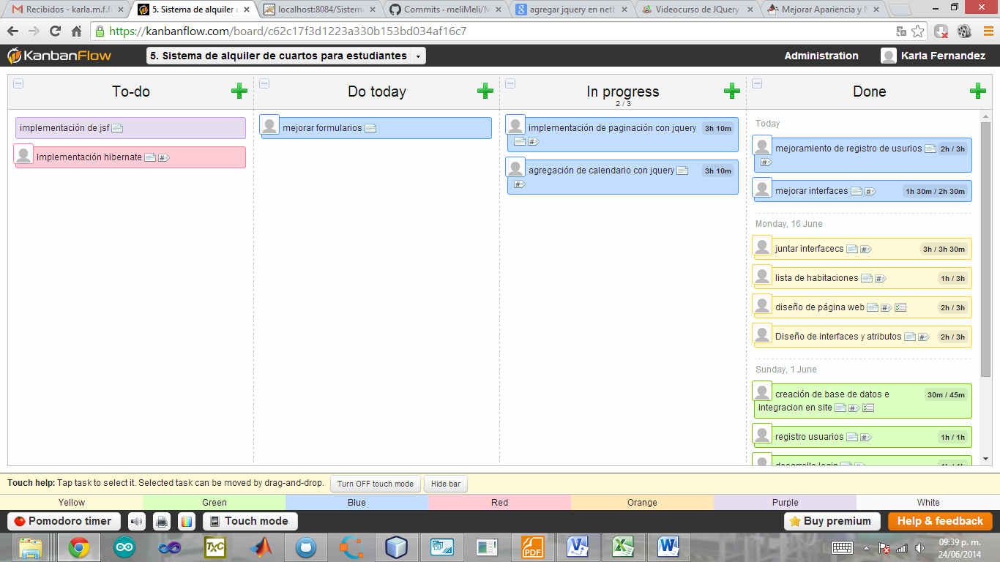 Recibidos - karla.m.f.f
5. Sistema de alquiler d
localhost:8084/Sistema
Commits · meliMeli/M
agregar jquery en netb
Videocurso de JQuery
Mejorar Apariencia y
https://kanbanflow.com/board/c62c17f3d1223a330b153bd034af16c7
KanbanFlow
5. Sistema de alquiler de cuartos para estudiantes
Administration
Karla Fernandez
To-do
Do today
In progress
2 / 3
Done
implementación de jsf
Implementación hibernate
#
mejorar formularios
implementación de paginación con jquery
3h 10m
#
agregación de calendario con jquery
3h 10m
#
Today
mejoramiento de registro de usurios
2h / 3h
#
mejorar interfaces
#
1h 30m / 2h 30m
Monday, 16 June
juntar interfacecs
#
3h / 3h 30m
lista de habitaciones
#
1h / 3h
diseño de página web
#
2h / 3h
Diseño de interfaces y atributos
#
2h / 3h
Sunday, 1 June
creación de base de datos e
integracion en site
#
30m / 45m
registro usuarios
#
1h / 1h
desarrollo login
Touch help: Tap task to select it. Selected task can be moved by drag-and-drop.
Turn OFF touch mode
Hide bar
Yellow
Green
Blue
Red
Orange
Purple
White
Pomodoro timer
Touch mode
Buy premium
Help & feedback
TxC
PDF
09:39 p. m.
24/06/2014